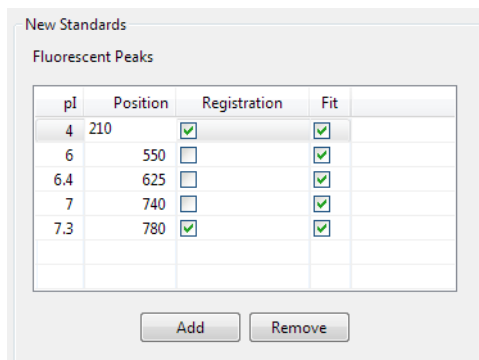 New Standards
Fluorescent Peaks
pI Position Registration Fit
4 210
6 550
6.4 625
7 740
7.3 780
Add Remove